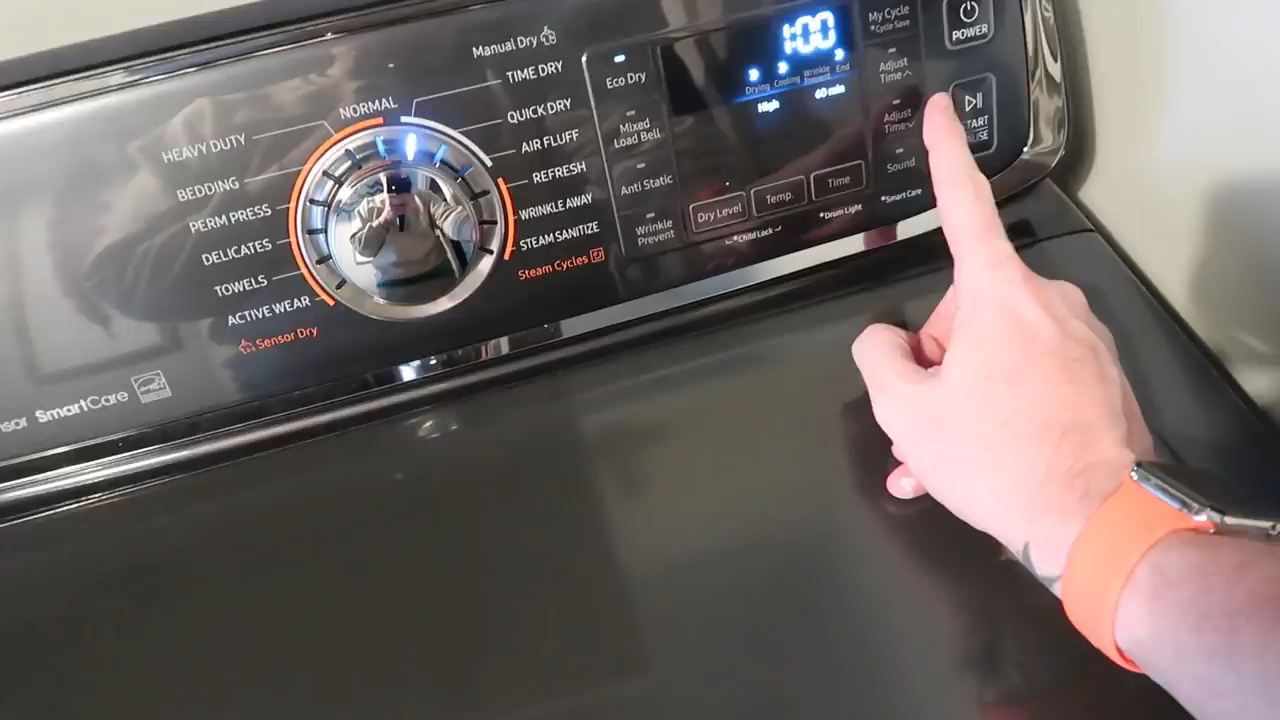 Manual Dry
NORMAL
TIME DRY
HEAVY DUTY
QUICK DRY
BEDDING
AIR FLUFF
PERM PRESS
REFRESH
DELICATES
WRINKLE AWAY
TOWELS
STEAM SANITIZE
ACTIVE WEAR
Steam Cycles
Sensor Dry
nsor SmartCare
Eco Dry
Mixed
Load Bell
Anti Static
Wrinkle
Prevent
1:00
Drying Cooling Wrinkle
Prevent End
High 60 min
Dry Level Temp. Time
*Child Lock
*Drum Light
My Cycle
*Cycle Save
Adjust
Time
Adjust
Time
Sound
*Smart Care
POWER
TART
USE